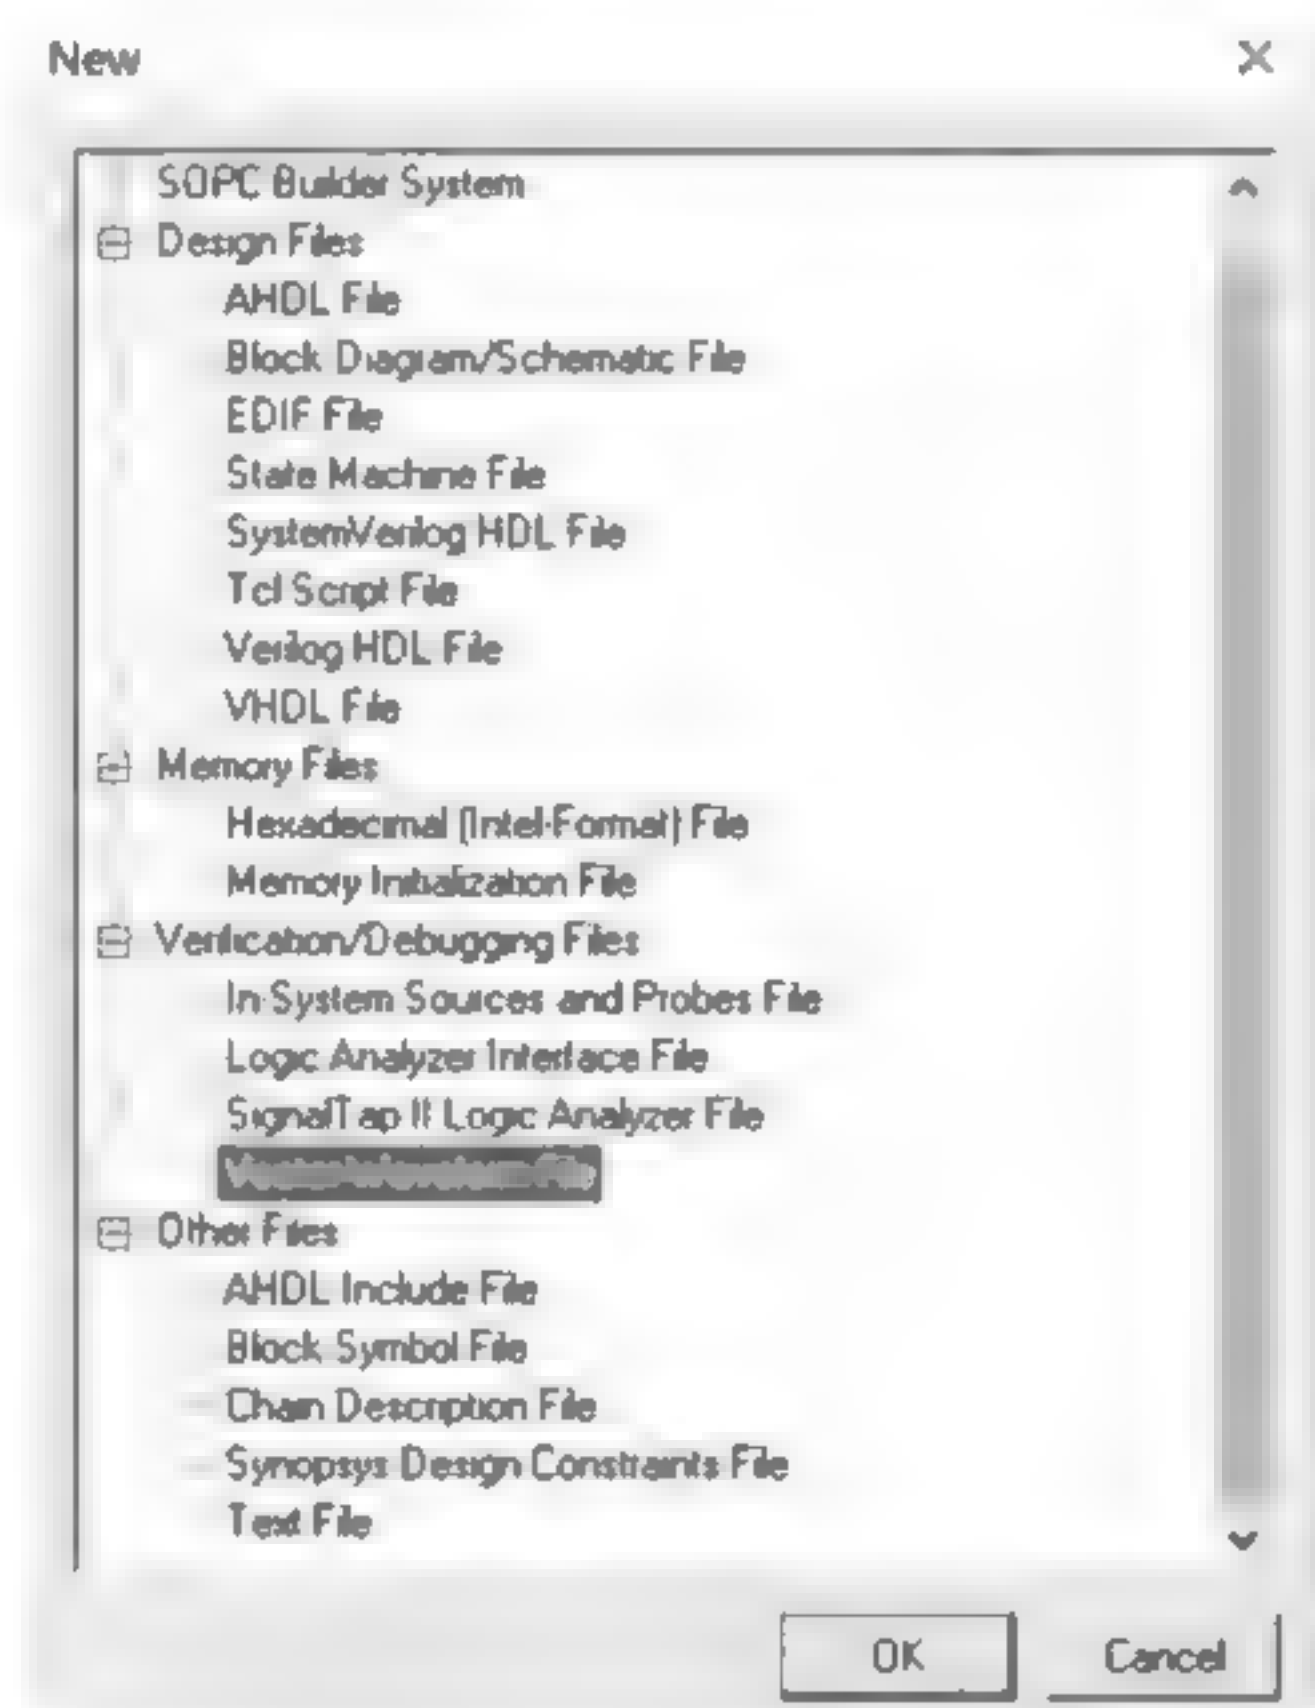 New
SOPC Builder System
Design Files
AHDL File
Block Diagram/Schematic File
EDIF File
State Machine File
SystemVerilog HDL File
Tcl Script File
Verilog HDL File
VHDL File
Memory Files
Hexadecimal (Intel-Format) File
Memory Initialization File
Verification/Debugging Files
In-System Sources and Probes File
Logic Analyzer Interface File
SignalTap II Logic Analyzer File
Vector Waveform File
Other Files
AHDL Include File
Block Symbol File
Chain Description File
Synopsys Design Constraints File
Text File
OK Cancel